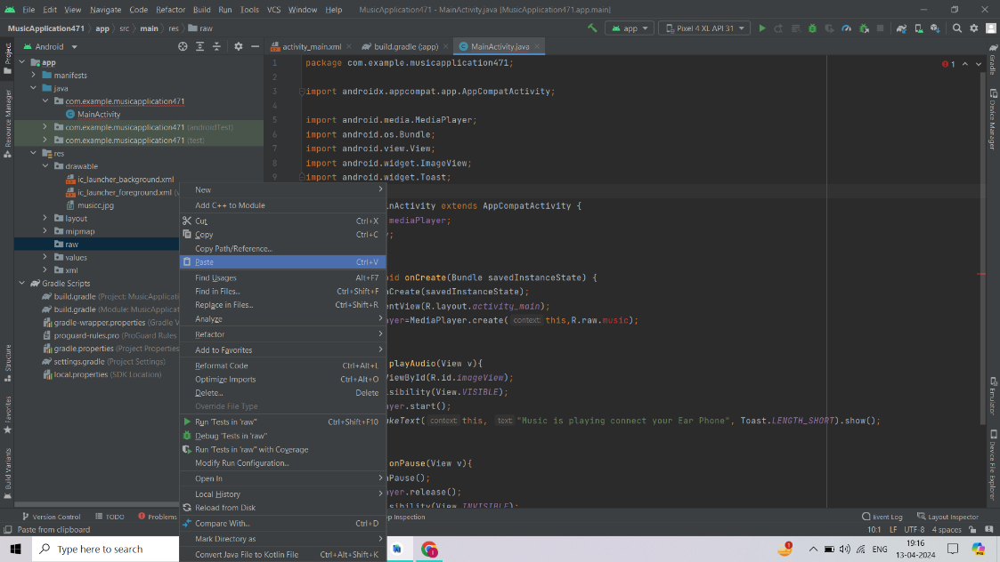 File Edit View Navigate Code Refactor Build Run Tools VCS Window Help MusicApplication471 - MainActivity.java [MusicApplication471.app.main]
MusicApplication471 app src main res raw app Pixel 4 XL API 31
Android activity_main.xml build.gradle (:app) MainActivity.java
Project
Resource Manager
Structure
Favorites
Build Variants
app
manifests
java
com.example.musicapplication471
MainActivity
com.example.musicapplication471 (androidTest)
com.example.musicapplication471 (test)
res
drawable
ic_launcher_background.xml
ic_launcher_foreground.xml (v
musicc.jpg
layout
mipmap
raw
values
xml
Gradle Scripts
build.gradle (Project: MusicApplication
build.gradle (Module: MusicApplicat
gradle-wrapper.properties (Gradle V
proguard-rules.pro (ProGuard Rules
gradle.properties (Project Properties
settings.gradle (Project Settings)
local.properties (SDK Location)
New
Add C++ to Module
Cut Ctrl+X
Copy Ctrl+C
Copy Path/Reference...
Paste Ctrl+V
Find Usages Alt+F7
Find in Files... Ctrl+Shift+F
Replace in Files... Ctrl+Shift+R
Analyze
Refactor
Add to Favorites
Reformat Code Ctrl+Alt+L
Optimize Imports Ctrl+Alt+O
Delete... Delete
Override File Type
Run 'Tests in 'raw'' Ctrl+Shift+F10
Debug 'Tests in 'raw''
Run 'Tests in 'raw'' with Coverage
Modify Run Configuration...
Open In
Local History
Reload from Disk
Compare With... Ctrl+D
Mark Directory as
Convert Java File to Kotlin File Ctrl+Alt+Shift+K
1 package com.example.musicapplication471;
2
3 import androidx.appcompat.app.AppCompatActivity;
4
5 import android.media.MediaPlayer;
6 import android.os.Bundle;
7 import android.view.View;
8 import android.widget.ImageView;
9 import android.widget.Toast;
inActivity extends AppCompatActivity {
mediaPlayer;
;
id onCreate(Bundle savedInstanceState) {
nCreate(savedInstanceState);
entView(R.layout.activity_main);
yer=MediaPlayer.create( context: this,R.raw.music);
playAudio(View v){
iewById(R.id.imageView);
sibility(View.VISIBLE);
yer.start();
keText( context: this, text: "Music is playing connect your Ear Phone", Toast.LENGTH_SHORT).show();
onPause(View v){
nPause();
yer.release();
sibility(View.INVISIBLE);
1
Gradle
Device Manager
Emulator
Device File Explorer
Version Control TODO Problems p Inspection Event Log Layout Inspector
Paste from clipboard 10:1 LF UTF-8 4 spaces
Type here to search 1 ENG 19:16
13-04-2024